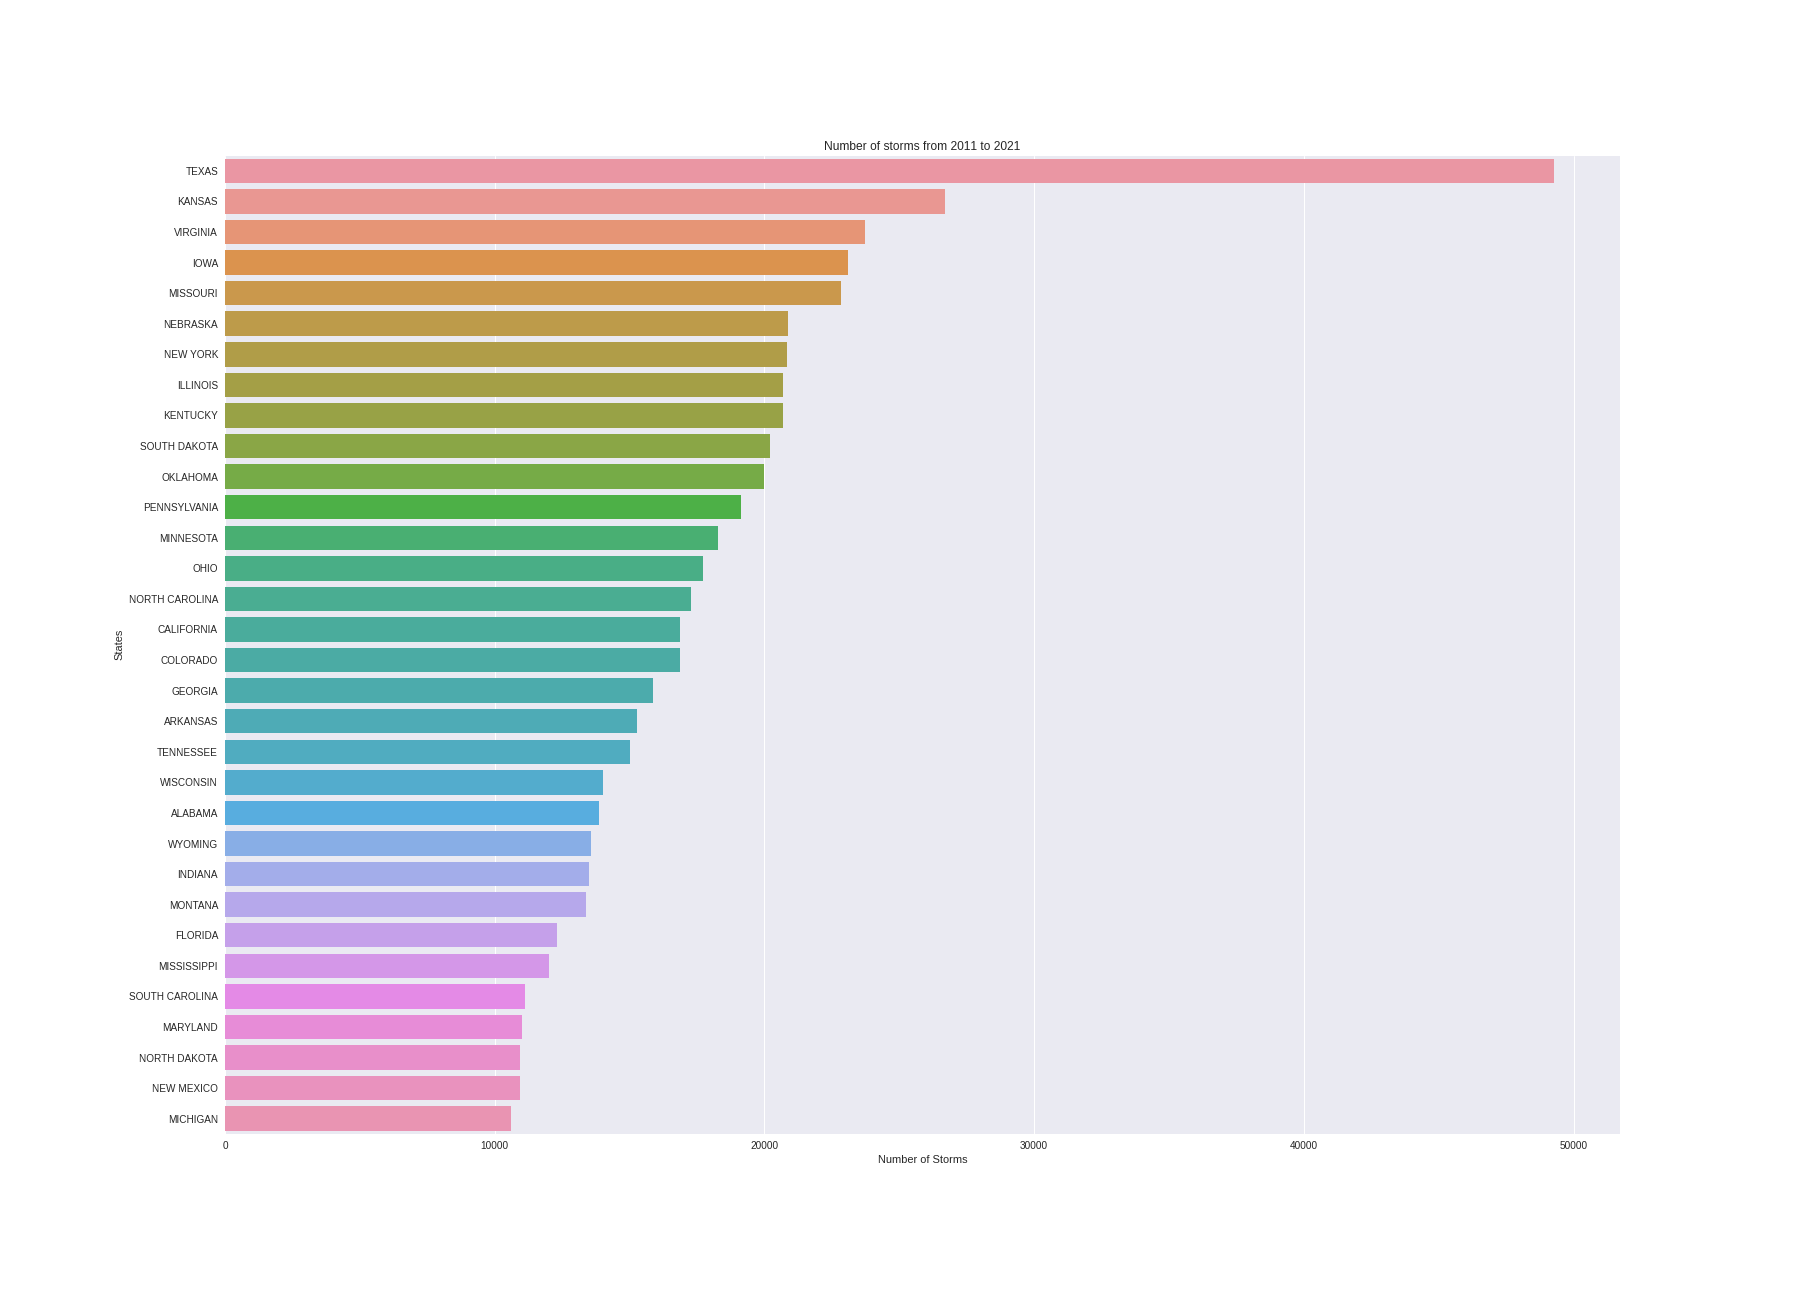 Number of storms from 2011 to 2021
TEXAS
KANSAS
VIRGINIA
IOWA
MISSOURI
NEBRASKA
NEW YORK
ILLINOIS
KENTUCKY
SOUTH DAKOTA
OKLAHOMA
PENNSYLVANIA
MINNESOTA
OHIO
NORTH CAROLINA
CALIFORNIA
States
COLORADO
GEORGIA
ARKANSAS
TENNESSEE
WISCONSIN
ALABAMA
WYOMING
INDIANA
MONTANA
FLORIDA
MISSISSIPPI
SOUTH CAROLINA
MARYLAND
NORTH DAKOTA
NEW MEXICO
MICHIGAN
0 10000 20000 30000 40000 50000
Number of Storms